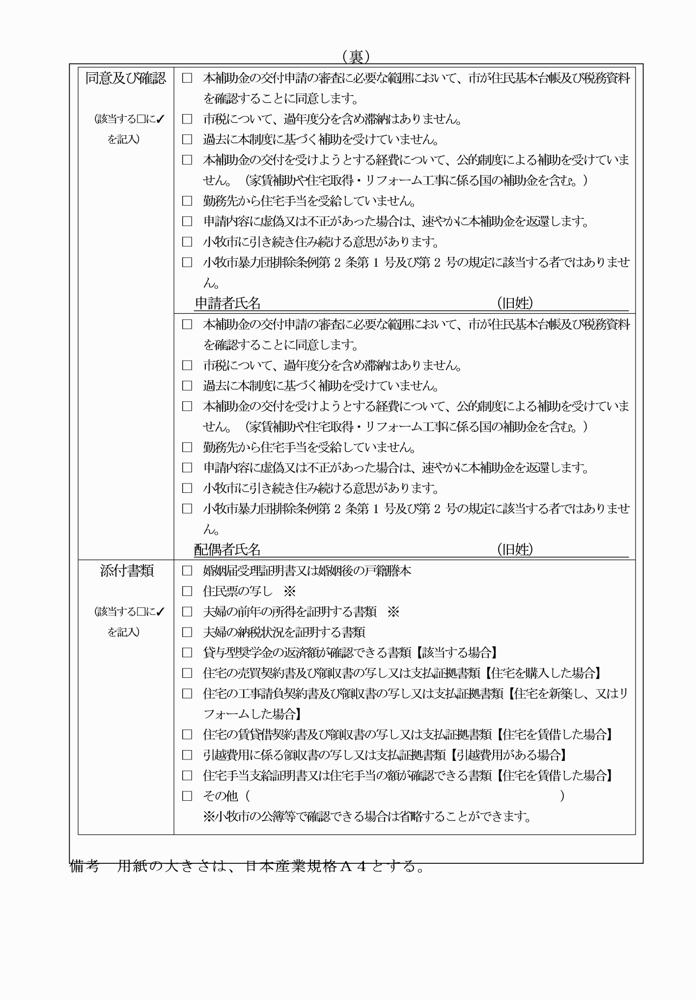 （裏）
同意及び確認
（該当する□に✓
を記入）
□ 本補助金の交付申請の審査に必要な範囲において、市が住民基本台帳及び税務資料
を確認することに同意します。
□ 市税について、過年度分を含め滞納はありません。
□ 過去に本制度に基づく補助を受けていません。
□ 本補助金の交付を受けようとする経費について、公的制度による補助を受けていま
せん。（家賃補助や住宅取得・リフォーム工事に係る国の補助金を含む。）
□ 勤務先から住宅手当を受給していません。
□ 申請内容に虚偽又は不正があった場合は、速やかに本補助金を返還します。
□ 小牧市に引き続き住み続ける意思があります。
□ 小牧市暴力団排除条例第 2 条第 1 号及び第 2 号の規定に該当する者ではありませ
ん。
申請者氏名　（旧姓）
□ 本補助金の交付申請の審査に必要な範囲において、市が住民基本台帳及び税務資料
を確認することに同意します。
□ 市税について、過年度分を含め滞納はありません。
□ 過去に本制度に基づく補助を受けていません。
□ 本補助金の交付を受けようとする経費について、公的制度による補助を受けていま
せん。（家賃補助や住宅取得・リフォーム工事に係る国の補助金を含む。）
□ 勤務先から住宅手当を受給していません。
□ 申請内容に虚偽又は不正があった場合は、速やかに本補助金を返還します。
□ 小牧市に引き続き住み続ける意思があります。
□ 小牧市暴力団排除条例第 2 条第 1 号及び第 2 号の規定に該当する者ではありませ
ん。
配偶者氏名　（旧姓）
添付書類
（該当する□に✓
を記入）
□ 婚姻届受理証明書又は婚姻後の戸籍謄本
□ 住民票の写し　※
□ 夫婦の前年の所得を証明する書類　※
□ 夫婦の納税状況を証明する書類
□ 貸与型奨学金の返済額が確認できる書類【該当する場合】
□ 住宅の売買契約書及び領収書の写し又は支払証拠書類【住宅を購入した場合】
□ 住宅の工事請負契約書及び領収書の写し又は支払証拠書類【住宅を新築し、又はリ
フォームした場合】
□ 住宅の賃貸借契約書及び領収書の写し又は支払証拠書類【住宅を賃借した場合】
□ 引越費用に係る領収書の写し又は支払証拠書類【引越費用がある場合】
□ 住宅手当支給証明書又は住宅手当の額が確認できる書類【住宅を賃借した場合】
□ その他（　）
※小牧市の公簿等で確認できる場合は省略することができます。
備考　用紙の大きさは、日本産業規格Ａ４とする。